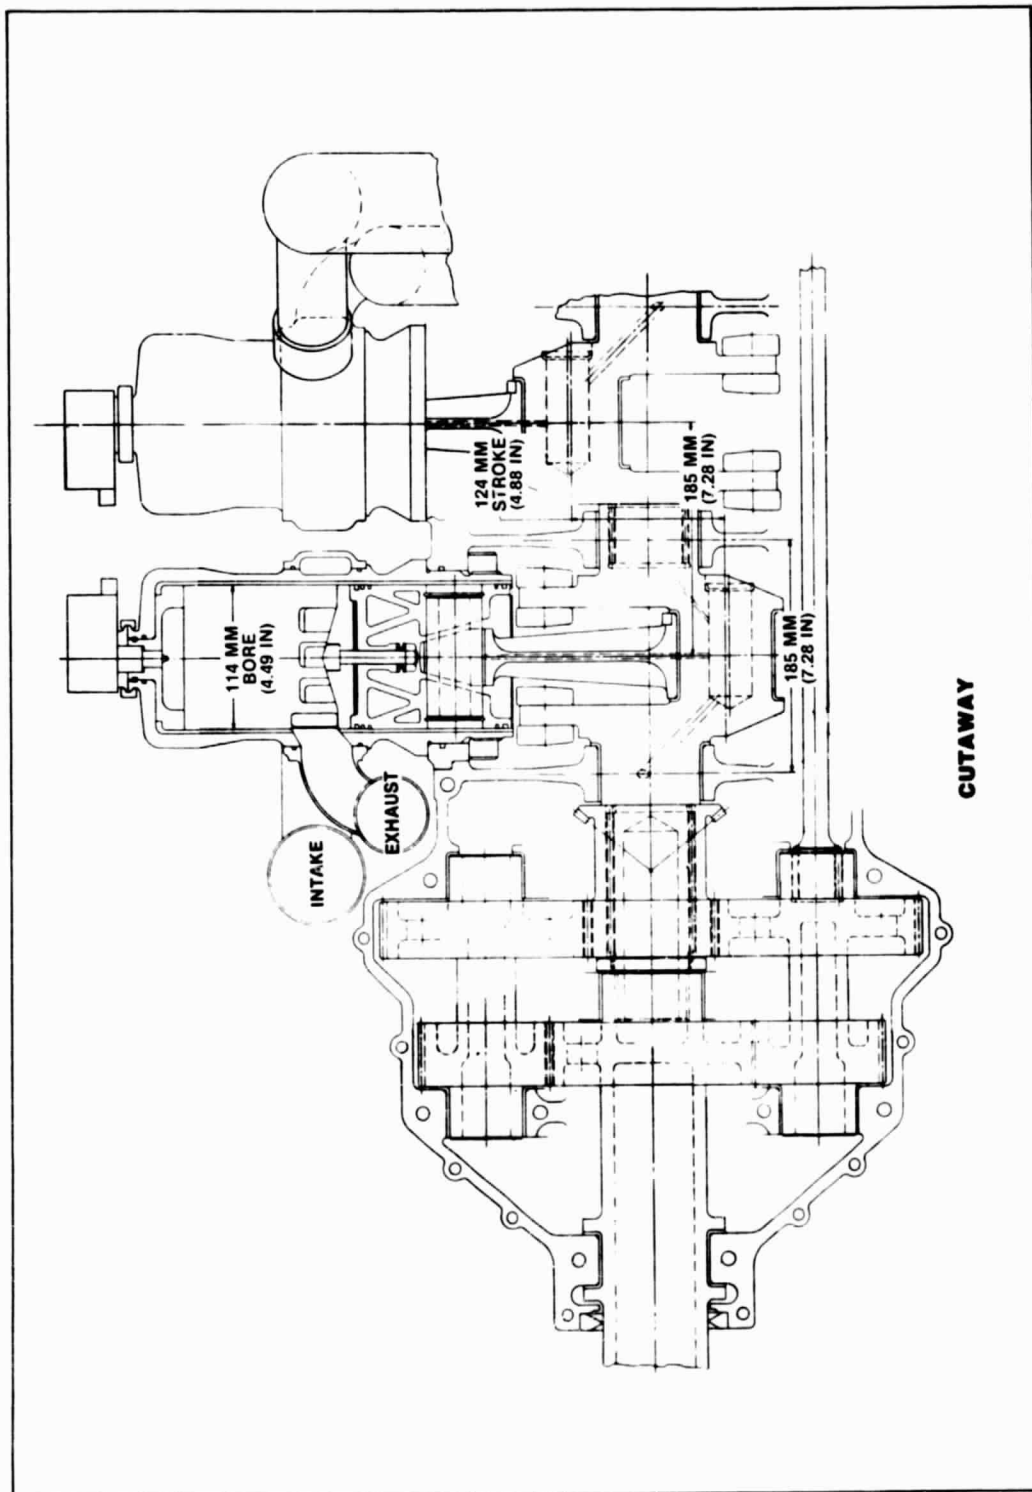 124 MM
STROKE
(4.88 IN)
185 MM
(7.28 IN)
114 MM
BORE
(4.49 IN)
185 MM
(7.28 IN)
EXHAUST
INTAKE
CUTAWAY